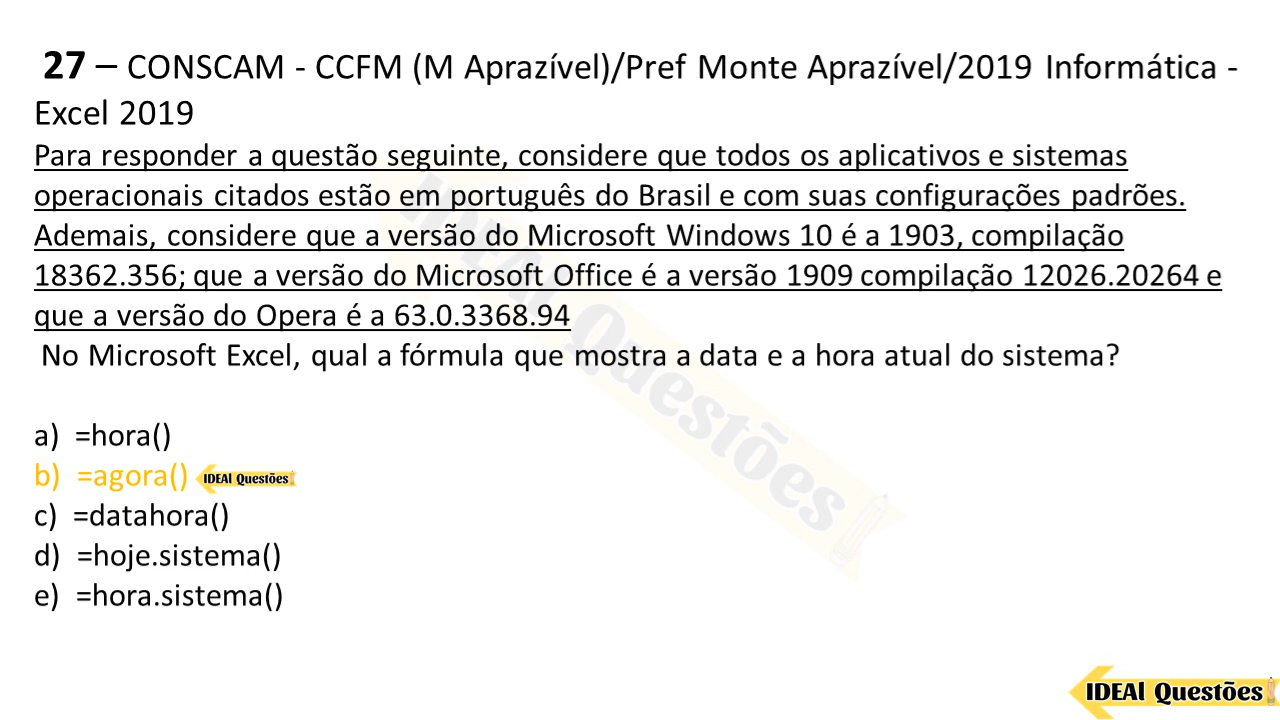 27 – CONSCAM - CCFM (M Aprazível)/Pref Monte Aprazível/2019 Informática -
Excel 2019
Para responder a questão seguinte, considere que todos os aplicativos e sistemas
operacionais citados estão em português do Brasil e com suas configurações padrões.
Ademais, considere que a versão do Microsoft Windows 10 é a 1903, compilação
18362.356; que a versão do Microsoft Office é a versão 1909 compilação 12026.20264 e
que a versão do Opera é a 63.0.3368.94
No Microsoft Excel, qual a fórmula que mostra a data e a hora atual do sistema?
IDEAl Questões
a) =hora()
b) =agora() IDEAl Questões
c) =datahora()
d) =hoje.sistema()
e) =hora.sistema()
IDEAl Questões